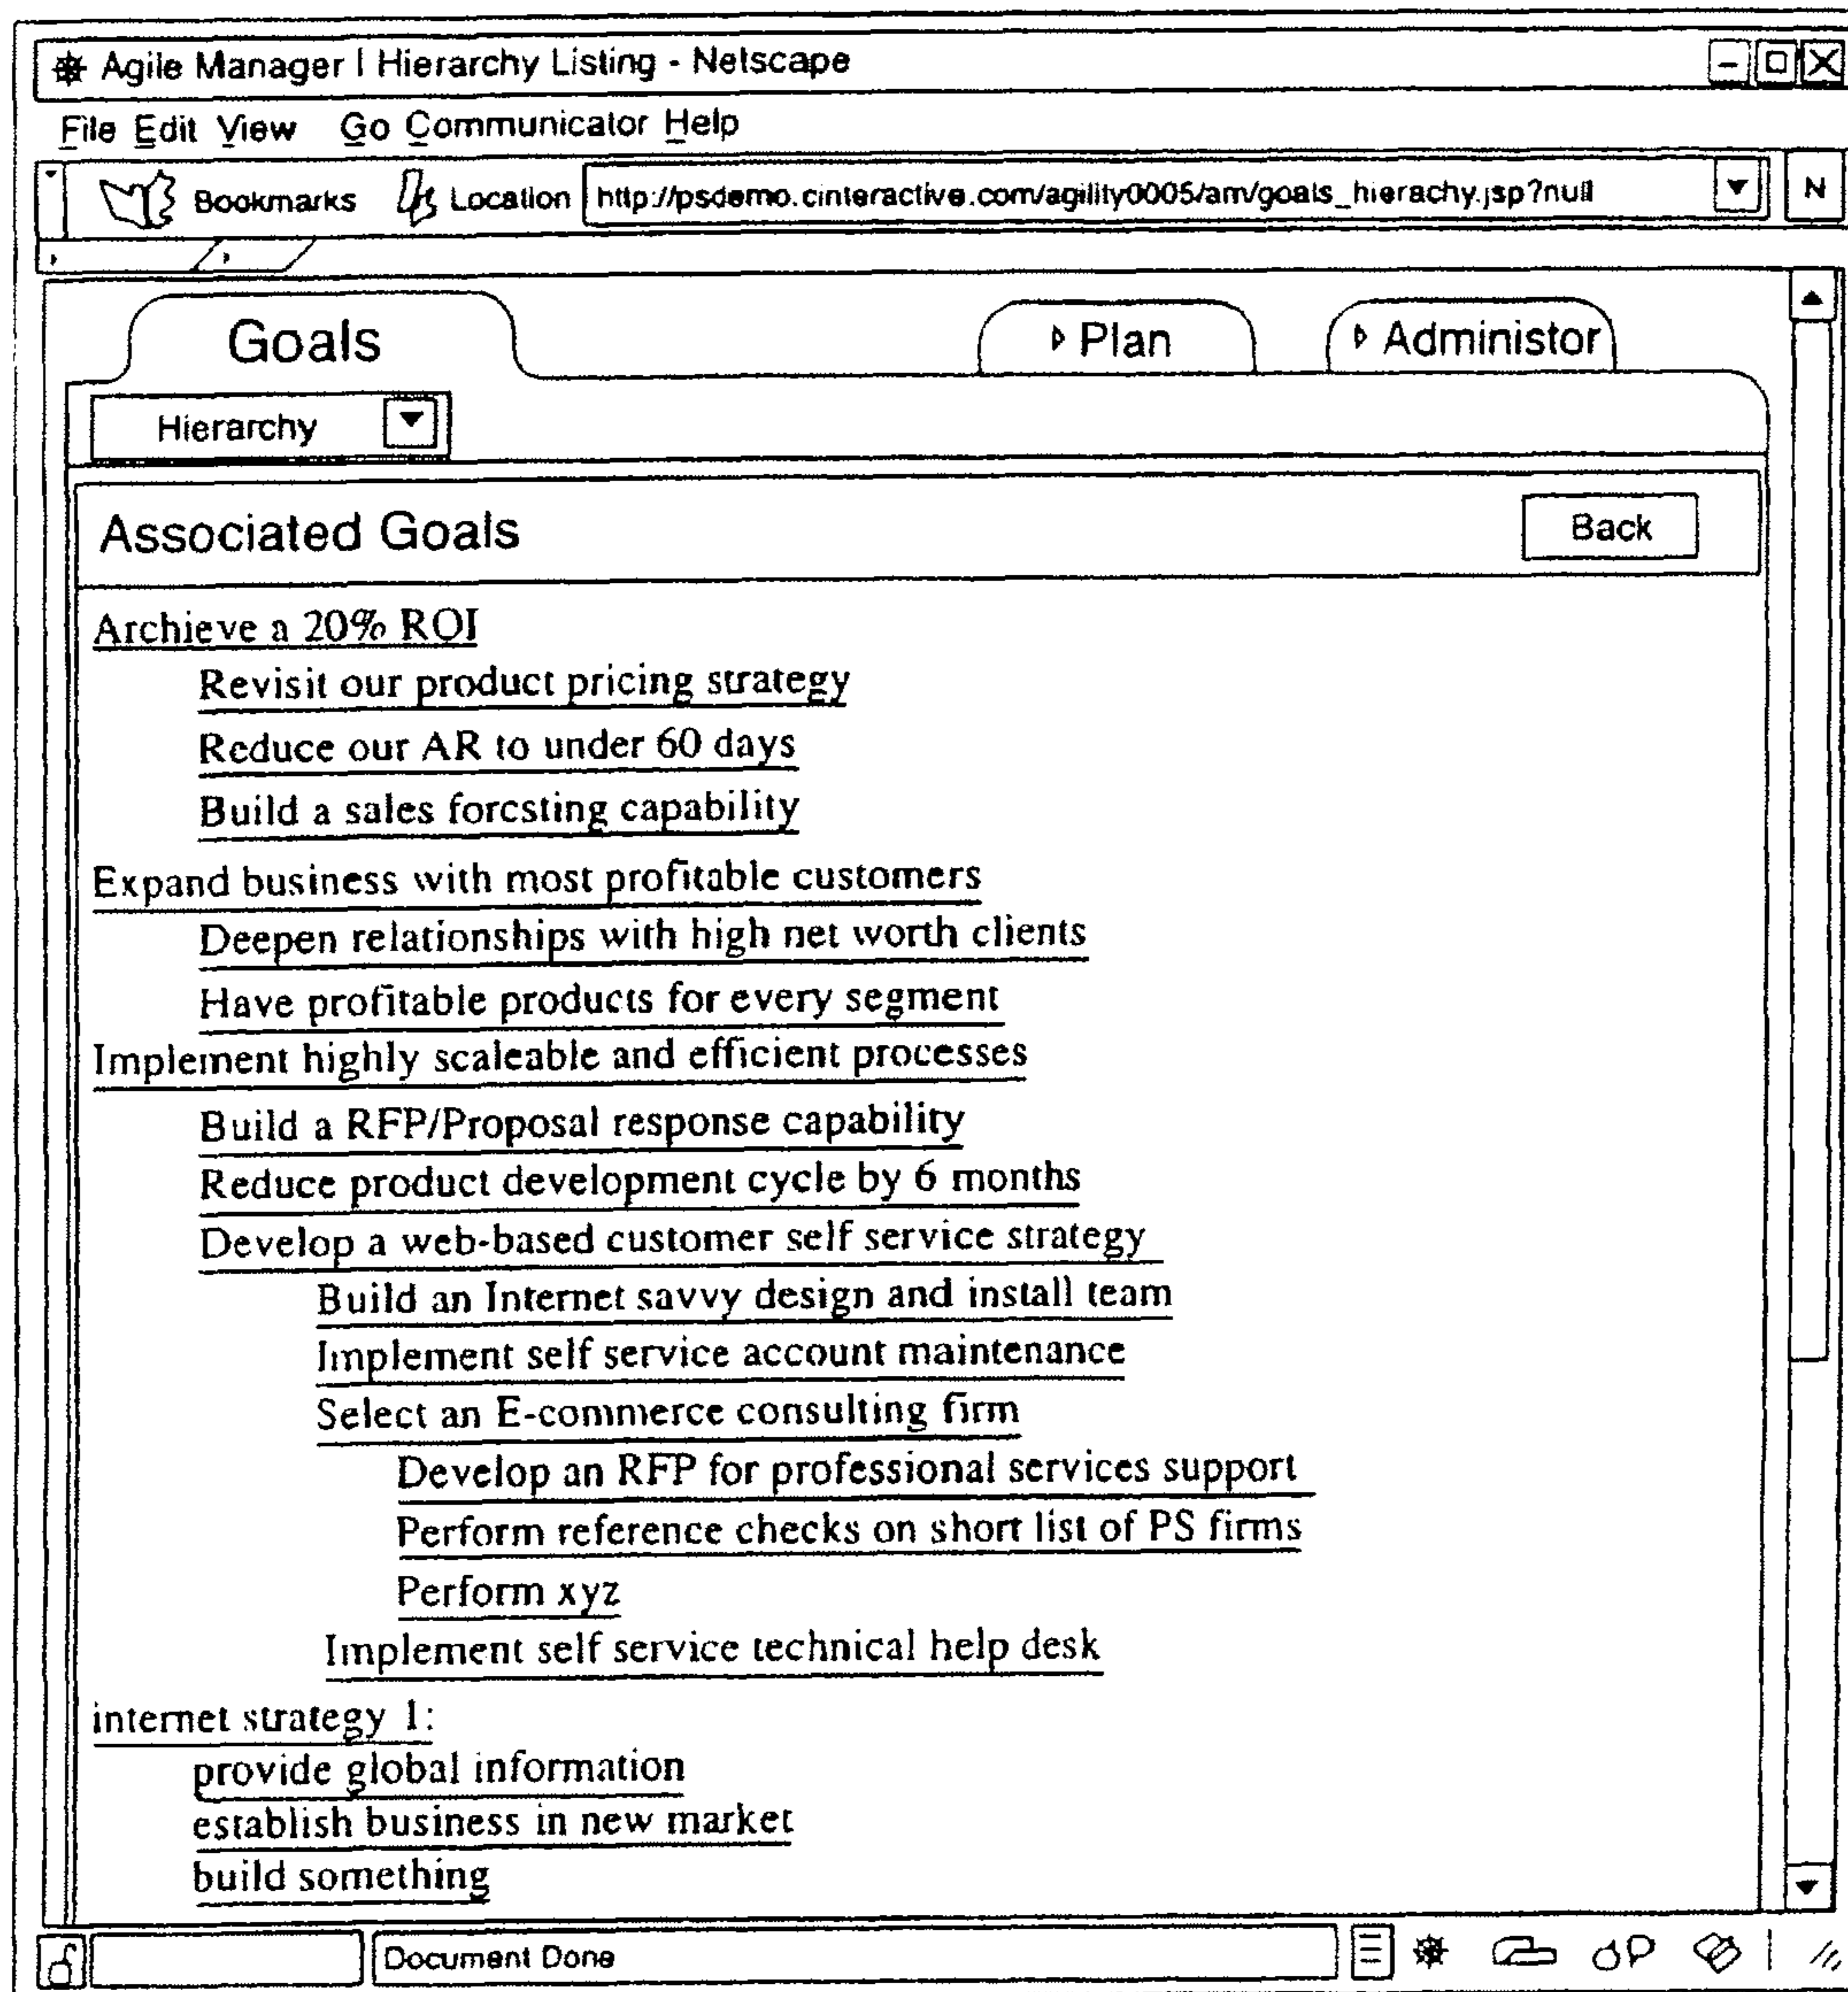 Agile Manager | Hierarchy Listing - Netscape
File Edit View Go Communicator Help
Bookmarks Location http://psdemo.cinteractive.com/agility0005/am/goals_hierachy.jsp?null N
Goals Plan Administor
Hierarchy
Associated Goals Back
Archieve a 20% ROI
Revisit our product pricing strategy
Reduce our AR to under 60 days
Build a sales forcsting capability
Expand business with most profitable customers
Deepen relationships with high net worth clients
Have profitable products for every segment
Implement highly scaleable and efficient processes
Build a RFP/Proposal response capability
Reduce product development cycle by 6 months
Develop a web-based customer self service strategy
Build an Internet savvy design and install team
Implement self service account maintenance
Select an E-commerce consulting firm
Develop an RFP for professional services support
Perform reference checks on short list of PS firms
Perform xyz
Implement self service technical help desk
internet strategy 1:
provide global information
establish business in new market
build something
Document Done